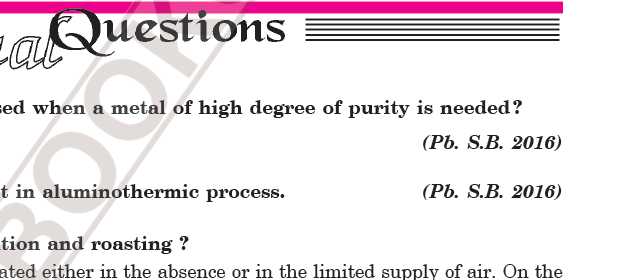 ual Questions
sed when a metal of high degree of purity is needed?
(Pb. S.B. 2016)
t in aluminothermic process. (Pb. S.B. 2016)
tion and roasting ?
ated either in the absence or in the limited supply of air. On the
BOOK